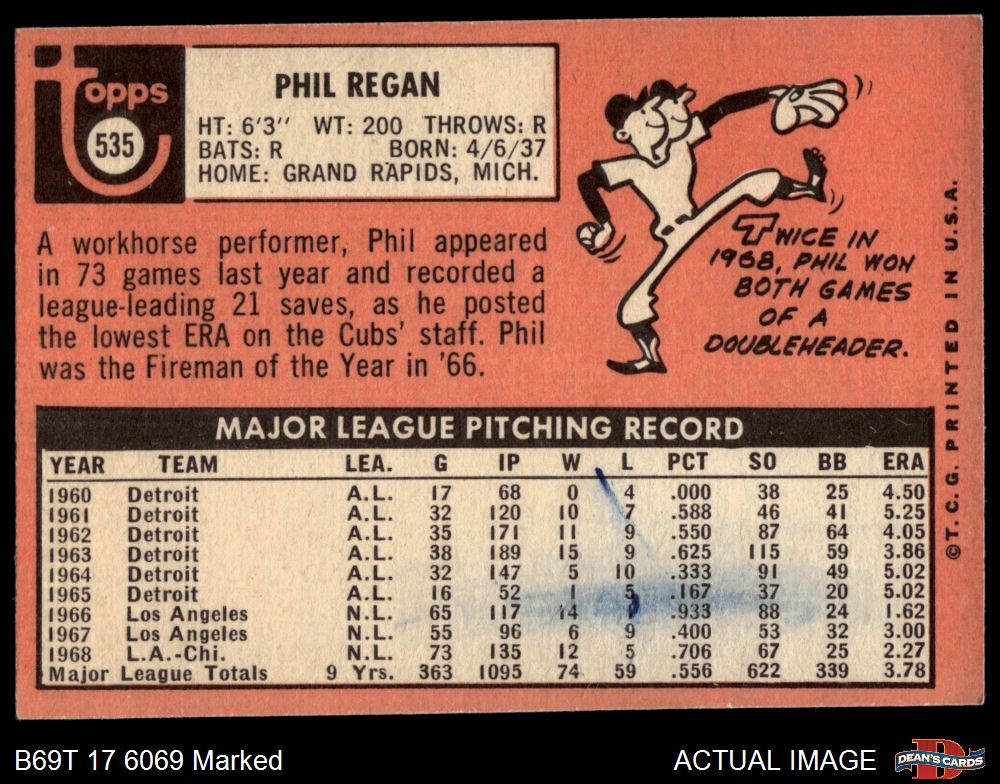 Topps
535
PHIL REGAN
HT: 6'3'' WT: 200 THROWS: R
BATS: R BORN: 4/6/37
HOME: GRAND RAPIDS, MICH.
A workhorse performer, Phil appeared
in 73 games last year and recorded a
league-leading 21 saves, as he posted
the lowest ERA on the Cubs' staff. Phil
was the Fireman of the Year in '66.
TWICE IN
1968, PHIL WON
BOTH GAMES
OF A
DOUBLEHEADER.
MAJOR LEAGUE PITCHING RECORD
YEAR TEAM LEA. G IP W L PCT SO BB ERA
1960 Detroit A.L. 17 68 0 4 .000 38 25 4.50
1961 Detroit A.L. 32 120 10 7 .588 46 41 5.25
1962 Detroit A.L. 35 171 11 9 .550 87 64 4.05
1963 Detroit A.L. 38 189 15 9 .625 115 59 3.86
1964 Detroit A.L. 32 147 5 10 .333 91 49 5.02
1965 Detroit A.L. 16 52 1 5 .167 37 20 5.02
1966 Los Angeles N.L. 65 117 14 1 .933 88 24 1.62
1967 Los Angeles N.L. 55 96 6 9 .400 53 32 3.00
1968 L.A.-Chi. N.L. 73 135 12 5 .706 67 25 2.27
Major League Totals 9 Yrs. 363 1095 74 59 .556 622 339 3.78
©T.C.G. PRINTED IN U.S.A.
B69T 17 6069 Marked
ACTUAL IMAGE
DEAN'S CARDS